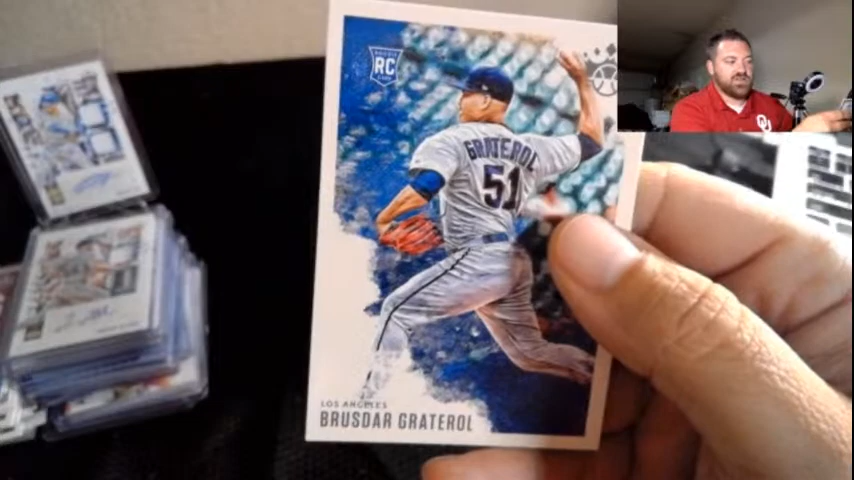 RC
GRATEROL
51
LOS ANGELES
BRUSDAR GRATEROL
OU